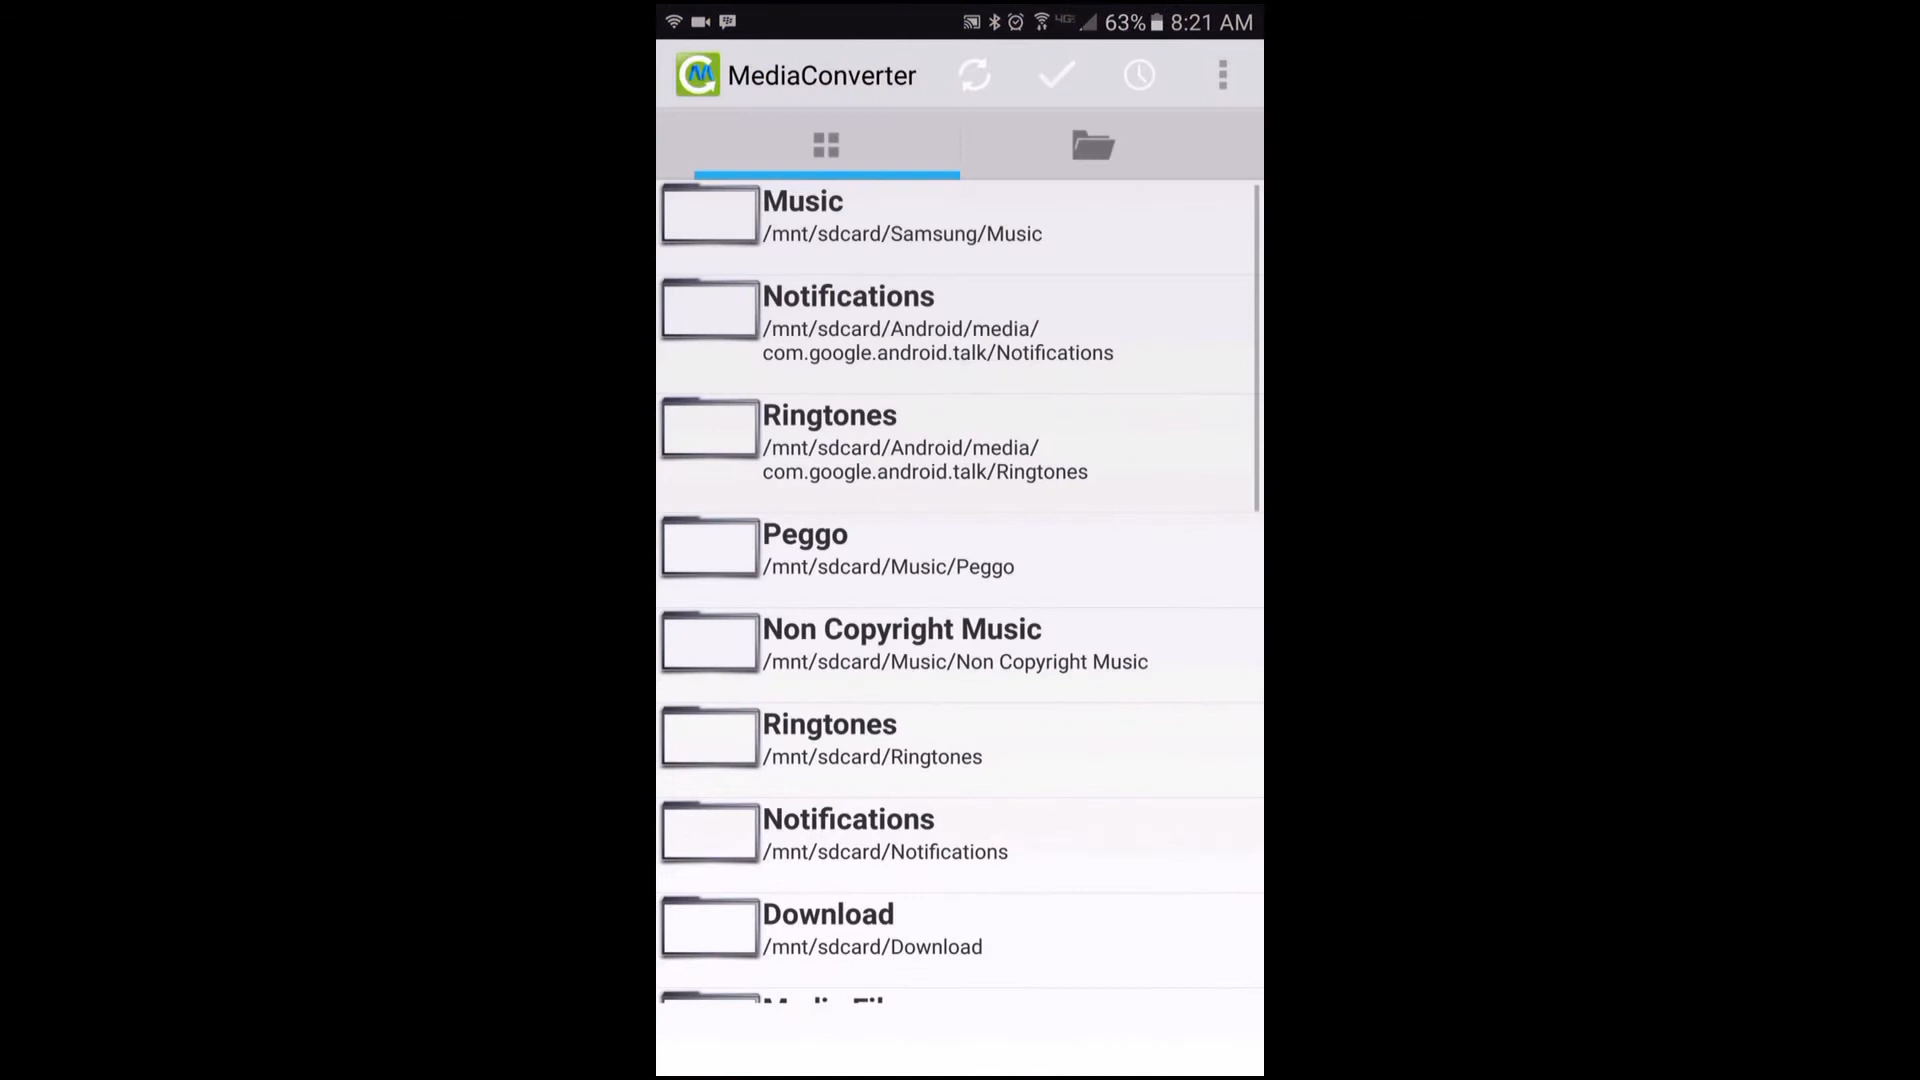 63% 8:21 AM
MediaConverter
Music
/mnt/sdcard/Samsung/Music
Notifications
/mnt/sdcard/Android/media/
com.google.android.talk/Notifications
Ringtones
/mnt/sdcard/Android/media/
com.google.android.talk/Ringtones
Peggo
/mnt/sdcard/Music/Peggo
Non Copyright Music
/mnt/sdcard/Music/Non Copyright Music
Ringtones
/mnt/sdcard/Ringtones
Notifications
/mnt/sdcard/Notifications
Download
/mnt/sdcard/Download